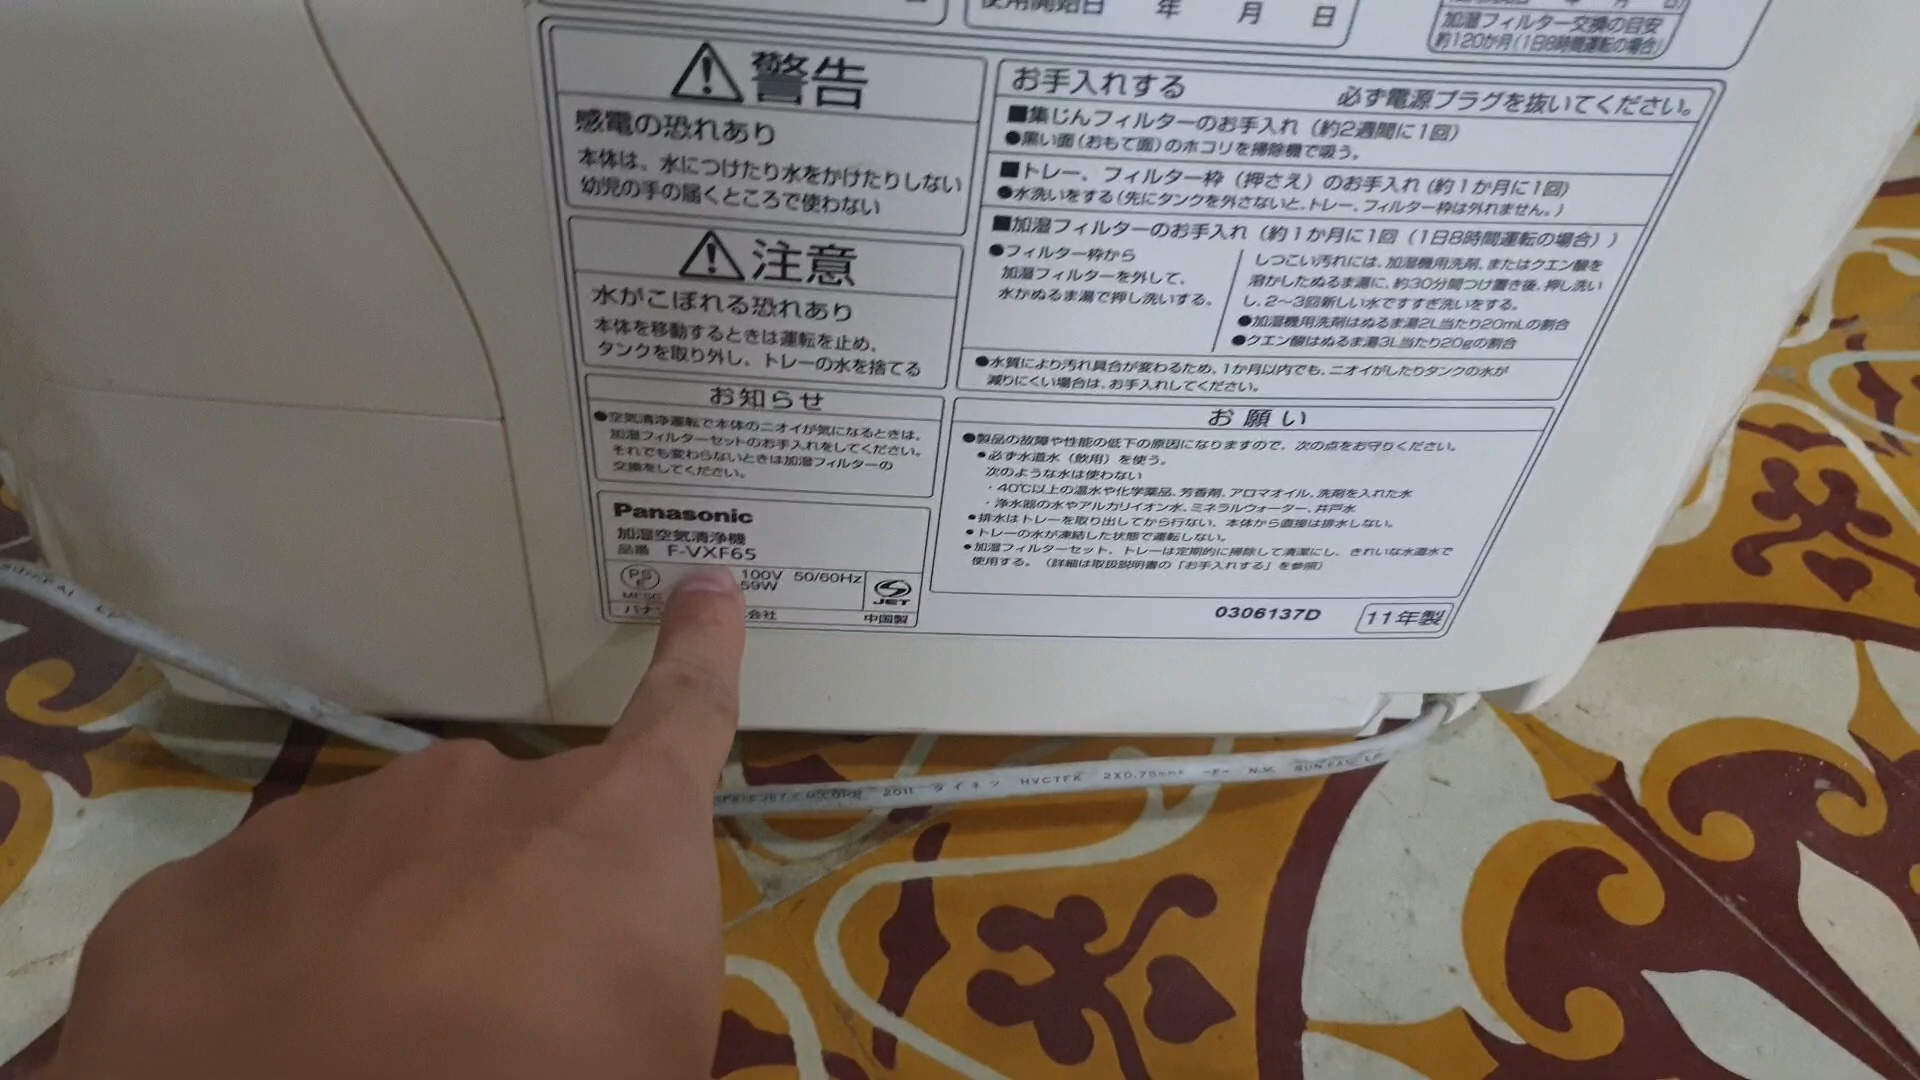 使用開始日 年 月 日
加湿フィルター交換の目安
約120か月(1日8時間運転の場合)
警告
感電の恐れあり
本体は、水につけたり水をかけたりしない
幼児の手の届くところで使わない
注意
水がこぼれる恐れあり
本体を移動するときは運転を止め、
タンクを取り外し、トレーの水を捨てる
お知らせ
●空気清浄運転で本体のニオイが気になるときは、
加湿フィルターセットのお手入れをしてください。
それでも変わらないときは加湿フィルターの
交換をしてください。
Panasonic
加湿空気清浄機
品番 F-VXF65
PS
E
100V 50/60Hz
59W
JET
会社
中国製
お手入れする 必ず電源プラグを抜いてください。
■集じんフィルターのお手入れ(約2週間に1回)
●黒い面(おもて面)のホコリを掃除機で吸う。
■トレー、フィルター枠(押さえ)のお手入れ(約1か月に1回)
●水洗いをする(先にタンクを外さないと、トレー、フィルター枠は外れません。)
■加湿フィルターのお手入れ(約1か月に1回(1日8時間運転の場合))
●フィルター枠から
加湿フィルターを外して、
水かぬるま湯で押し洗いする。
しつこい汚れには、加湿機用洗剤、またはクエン酸を
溶かしたぬるま湯に、約30分間つけ置き後、押し洗い
し、2～3回新しい水ですすぎ洗いをする。
●加湿機用洗剤はぬるま湯2L当たり20mLの割合
●クエン酸はぬるま湯3L当たり20gの割合
●水質により汚れ具合が変わるため、1か月以内でも、ニオイがしたりタンクの水が
減りにくい場合は、お手入れしてください。
お願い
●製品の故障や性能の低下の原因になりますので、次の点をお守りください。
●必ず水道水(飲用)を使う。
次のような水は使わない
・40℃以上の温水や化学薬品、芳香剤、アロマオイル、洗剤を入れた水
・浄水器の水やアルカリイオン水、ミネラルウォーター、井戸水
●排水はトレーを取り出してから行ない、本体から直接は排水しない。
●トレーの水が凍結した状態で運転しない。
●加湿フィルターセット、トレーは定期的に掃除して清潔にし、きれいな水道水で
使用する。(詳細は取扱説明書の「お手入れする」を参照)
0306137D
11年製
2011 タイネツ HVCTFK 2X0.75mm² -F- N.M. SUNFAI LF